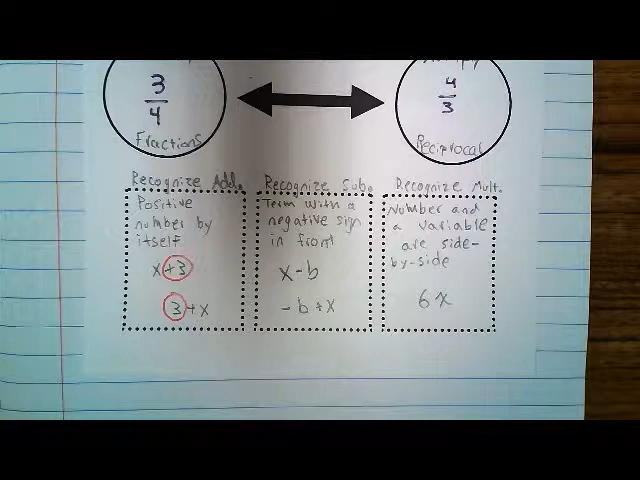 3
4
Fractions
4
3
Reciprocal
Recognize Add.
Positive
number by
itself
x+3
3+x
Recognize Sub.
Term with a
negative sign
in front
x-b
-b+x
Recognize Mult.
Number and
a variable
are side-
by-side
6x